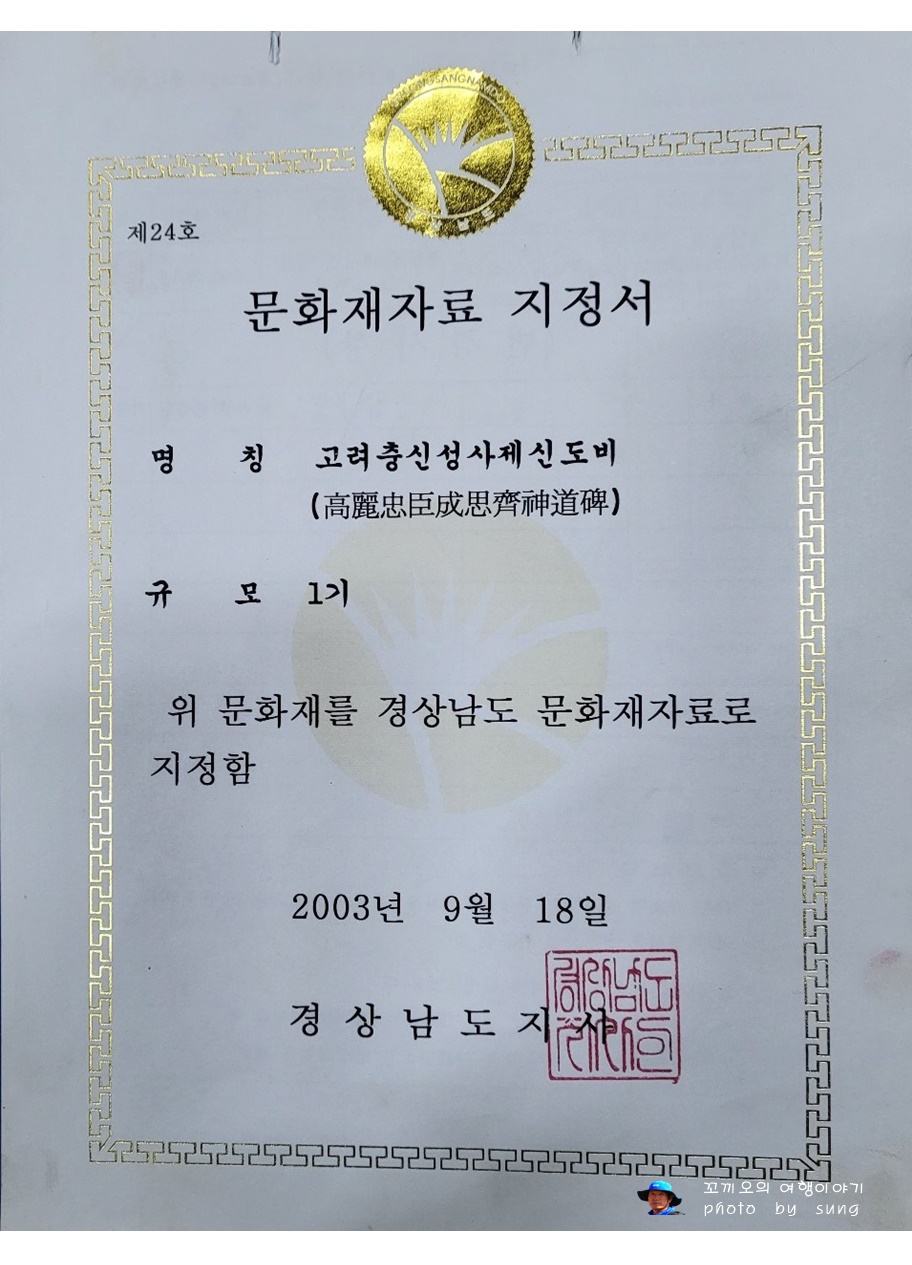 GYEONGSANGNAMDO
제24호
문화재자료 지정서
명 칭 고려충신성사제신도비
(高麗忠臣成思齊神道碑)
규 모 1기
위 문화재를 경상남도 문화재자료로
지정함
2003년 9월 18일
경상남도지사
꼬끼오의 여행이야기
photo by sung